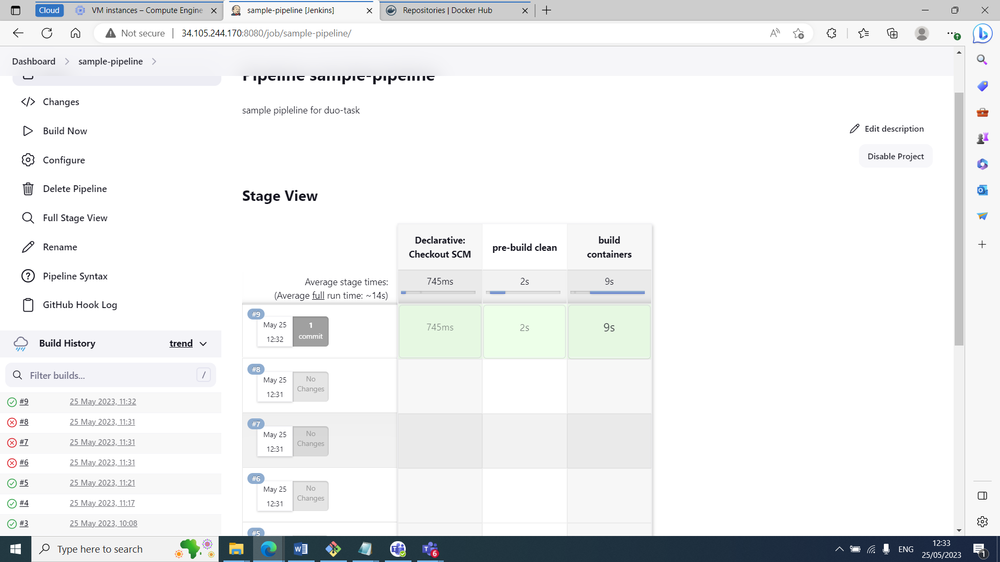 Cloud
VM instances – Compute Engine
sample-pipeline [Jenkins]
Repositories | Docker Hub
Not secure
34.105.244.170:8080/job/sample-pipeline/
Dashboard
sample-pipeline
Pipeline sample-pipeline
sample pipleline for duo-task
Edit description
Disable Project
Changes
Build Now
Configure
Delete Pipeline
Full Stage View
Rename
Pipeline Syntax
GitHub Hook Log
Build History
trend
Filter builds...
/
#9 25 May 2023, 11:32
#8 25 May 2023, 11:31
#7 25 May 2023, 11:31
#6 25 May 2023, 11:31
#5 25 May 2023, 11:21
#4 25 May 2023, 11:17
#3 25 May 2023, 10:08
Stage View
Declarative:
Checkout SCM
pre-build clean
build
containers
Average stage times:
(Average full run time: ~14s)
745ms
2s
9s
#9
May 25
12:32
1
commit
745ms
2s
9s
#8
May 25
12:31
No
Changes
#7
May 25
12:31
No
Changes
#6
May 25
12:31
No
Changes
#5
Type here to search
6
ENG
12:33
25/05/2023
1